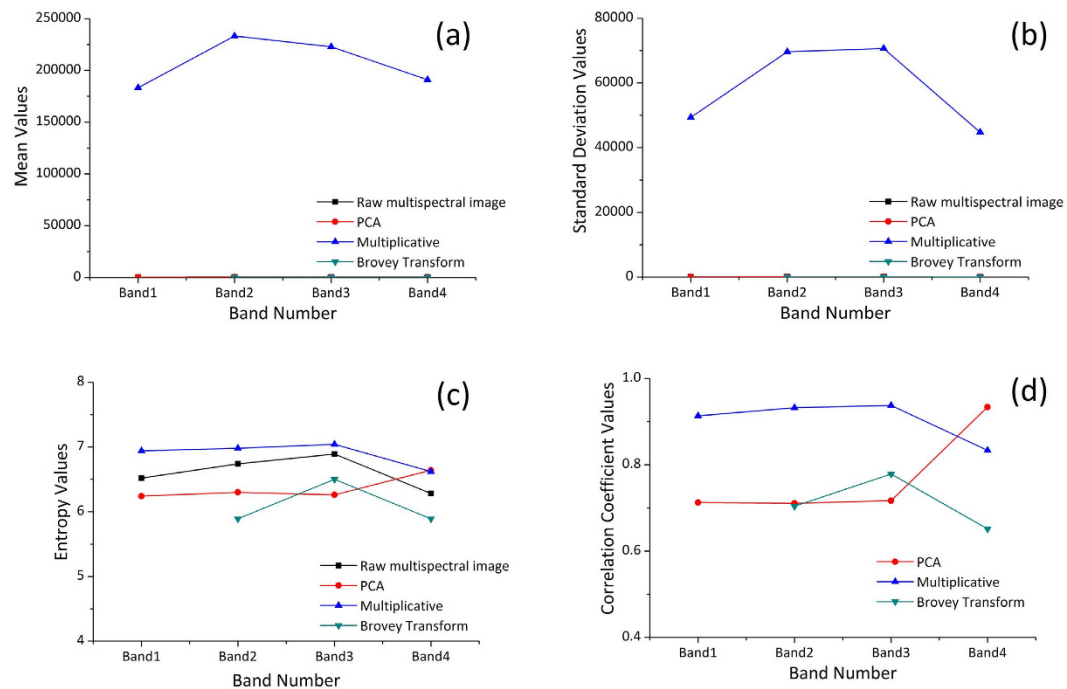 (a)
Mean Values
250000
200000
150000
100000
50000
0
Raw multispectral image
PCA
Multiplicative
Brovey Transform
Band1 Band2 Band3 Band4
Band Number
(b)
Standard Deviation Values
80000
60000
40000
20000
0
Raw multispectral image
PCA
Multiplicative
Brovey Transform
Band1 Band2 Band3 Band4
Band Number
(c)
Entropy Values
8
7
6
5
4
Raw multispectral image
PCA
Multiplicative
Brovey Transform
Band1 Band2 Band3 Band4
Band Number
(d)
Correlation Coefficient Values
1.0
0.8
0.6
0.4
PCA
Multiplicative
Brovey Transform
Band1 Band2 Band3 Band4
Band Number